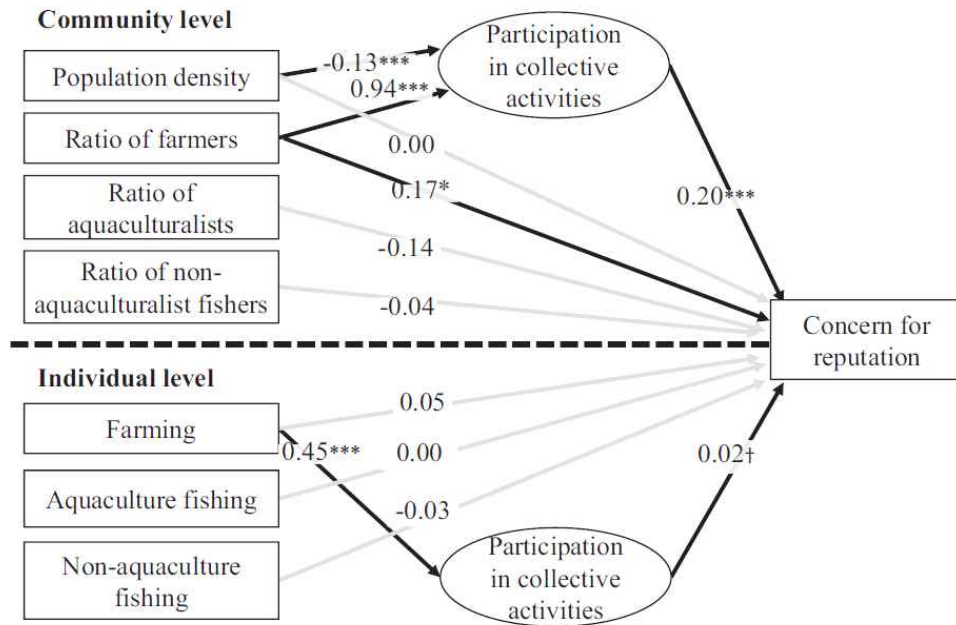 Community level
Population density
Ratio of farmers
Ratio of
aquaculturalists
Ratio of non-
aquaculturalist fishers
-0.13***
0.94***
0.00
0.17*
-0.14
-0.04
Participation
in collective
activities
0.20***
Concern for
reputation
Individual level
Farming
Aquaculture fishing
Non-aquaculture
fishing
0.05
0.45***
0.00
-0.03
Participation
in collective
activities
0.02†